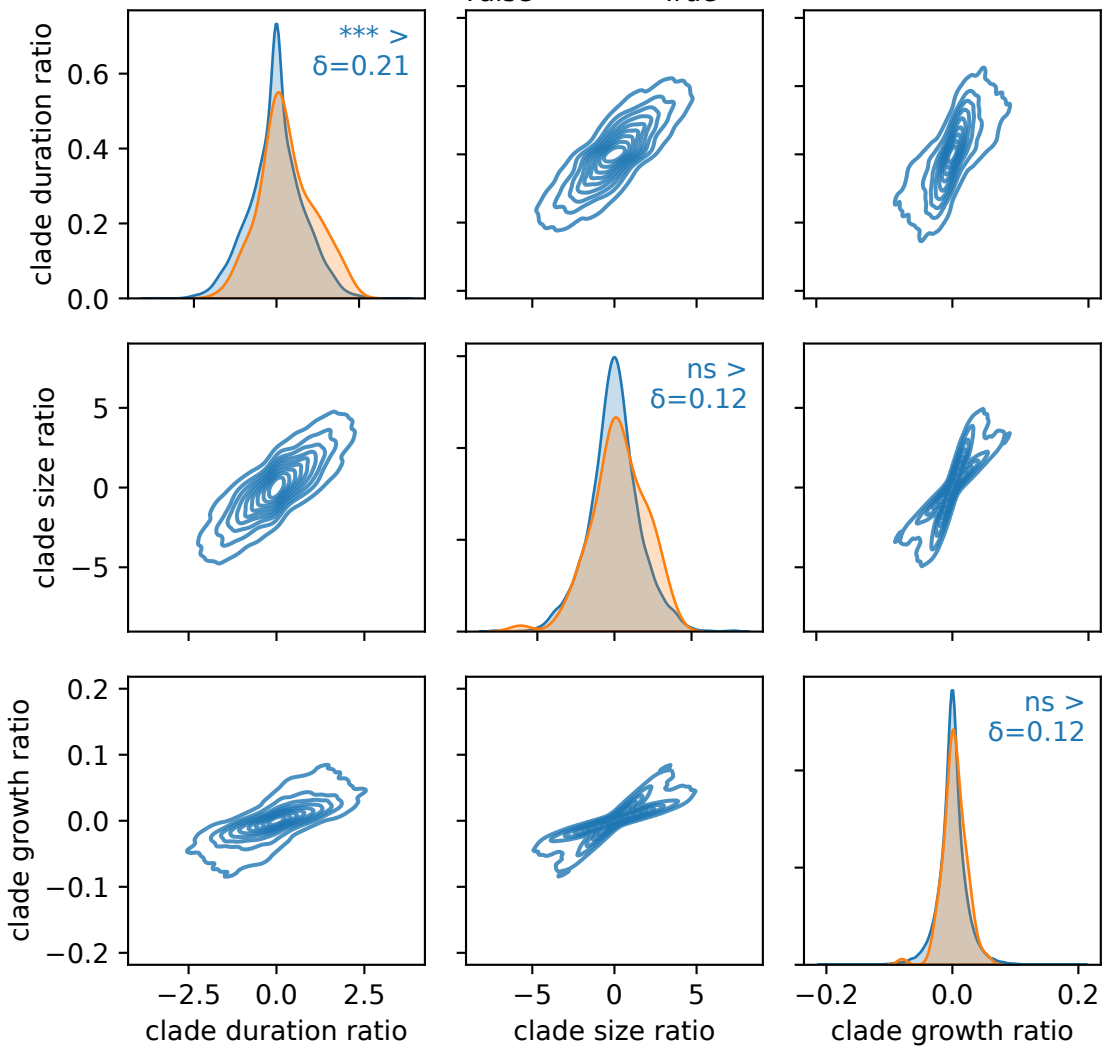 *** >
δ=0.21
clade duration ratio
0.6
0.4
0.2
0.0
ns >
δ=0.12
clade size ratio
5
0
−5
ns >
δ=0.12
clade growth ratio
0.2
0.1
0.0
−0.1
−0.2
−2.5 0.0 2.5 −5 0 5 −0.2 0.0 0.2
clade duration ratio clade size ratio clade growth ratio